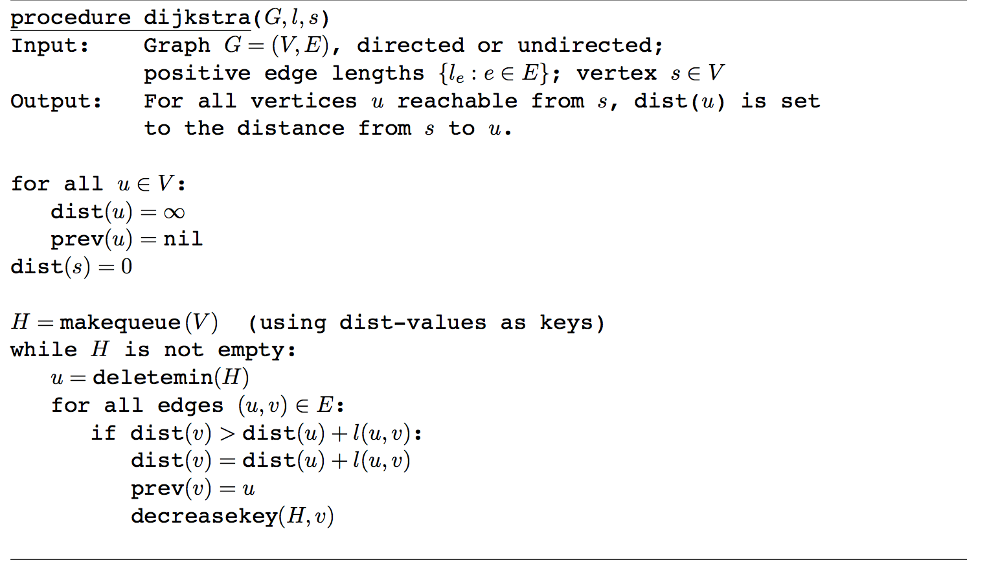 procedure dijkstra(G, l, s)
Input: Graph G = (V, E), directed or undirected;
positive edge lengths {lₑ : e ∈ E}; vertex s ∈ V
Output: For all vertices u reachable from s, dist(u) is set
to the distance from s to u.
for all u ∈ V:
dist(u) = ∞
prev(u) = nil
dist(s) = 0
H = makequeue(V) (using dist-values as keys)
while H is not empty:
u = deletemin(H)
for all edges (u, v) ∈ E:
if dist(v) > dist(u) + l(u, v):
dist(v) = dist(u) + l(u, v)
prev(v) = u
decreasekey(H, v)